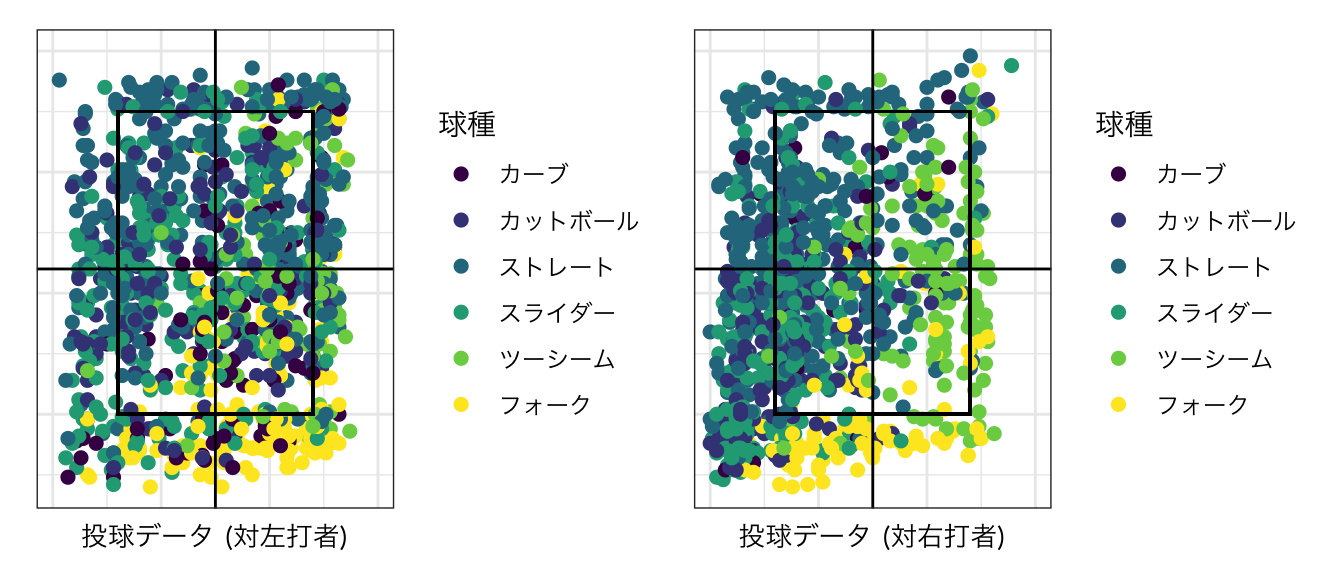 球種
カーブ
カットボール
ストレート
スライダー
ツーシーム
フォーク
投球データ (対左打者)
球種
カーブ
カットボール
ストレート
スライダー
ツーシーム
フォーク
投球データ (対右打者)